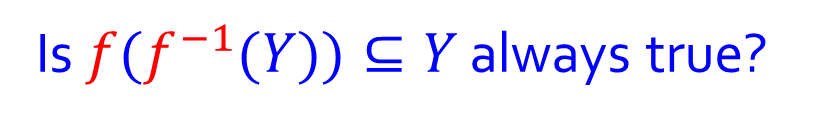 Is f(f⁻¹(Y)) ⊆ Y always true?